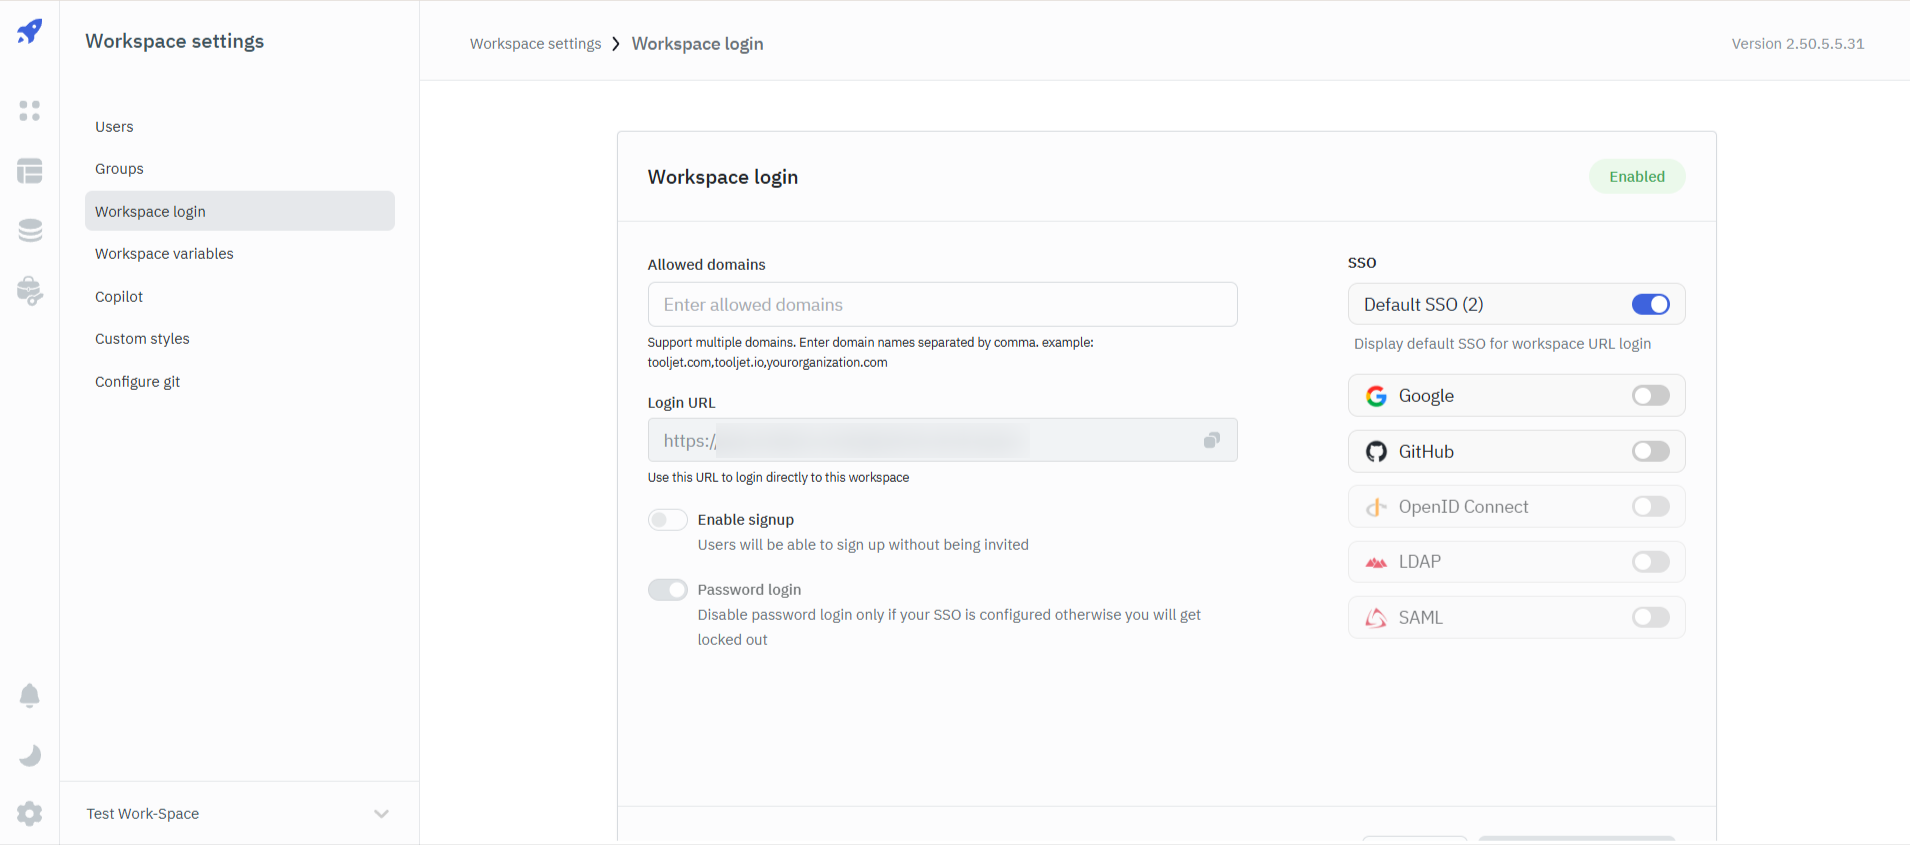 Workspace settings
Users
Groups
Workspace login
Workspace variables
Copilot
Custom styles
Configure git
Test Work-Space
Workspace settings > Workspace login
Version 2.50.5.5.31
Workspace login
Enabled
Allowed domains
Enter allowed domains
Support multiple domains. Enter domain names separated by comma. example:
tooljet.com,tooljet.io,yourorganization.com
Login URL
https://
Use this URL to login directly to this workspace
Enable signup
Users will be able to sign up without being invited
Password login
Disable password login only if your SSO is configured otherwise you will get
locked out
SSO
Default SSO (2)
Display default SSO for workspace URL login
Google
GitHub
OpenID Connect
LDAP
SAML